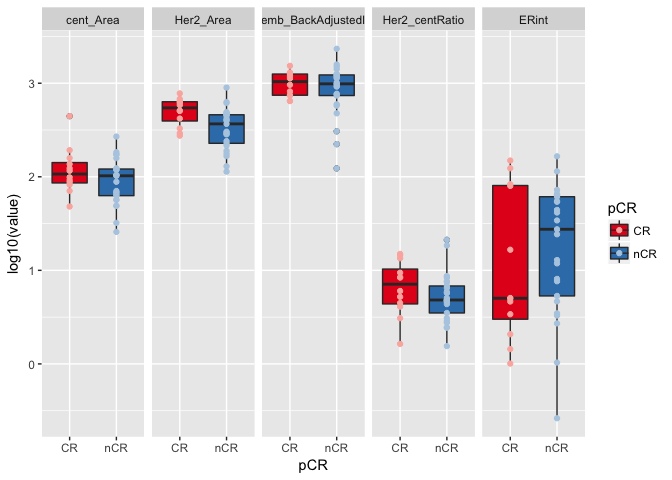 cent_Area
Her2_Area
emb_BackAdjustedI
Her2_centRatio
ERint
log10(value)
3
2
1
0
CR
nCR
CR
nCR
CR
nCR
CR
nCR
CR
nCR
pCR
pCR
CR
nCR